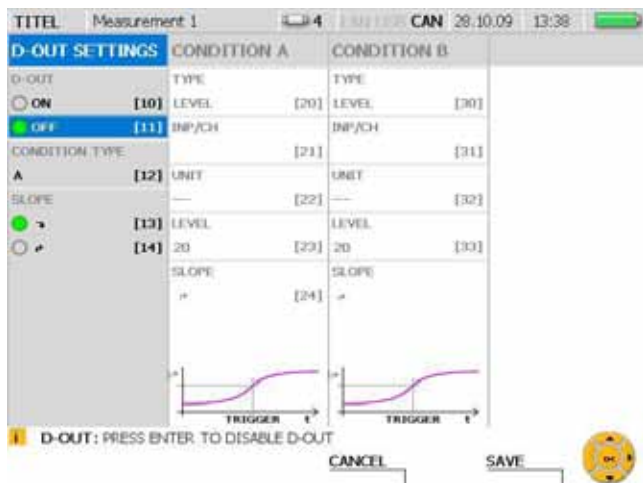 TITEL Measurement 1 4 CAN 28.10.09 13:38
D-OUT SETTINGS CONDITION A CONDITION B
D-OUT TYPE TYPE
ON [10] LEVEL [20] LEVEL [30]
OFF [11] INP/CH INP/CH
CONDITION TYPE [21] [31]
A [12] UNIT UNIT
SLOPE --- [22] --- [32]
[13] LEVEL LEVEL
[14] 20 [23] 20 [33]
SLOPE SLOPE
[24]
TRIGGER t TRIGGER t
i D-OUT: PRESS ENTER TO DISABLE D-OUT
CANCEL SAVE
OK